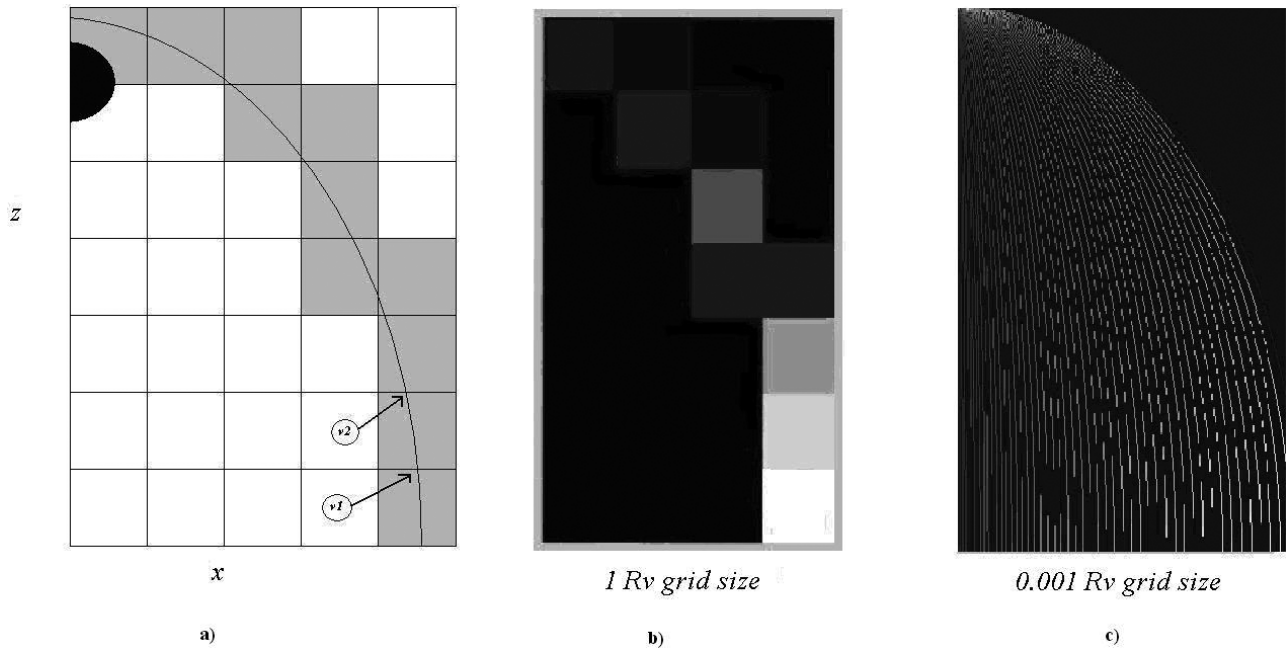 z
v2
v1
x
1 Rv grid size
0.001 Rv grid size
a)
b)
c)